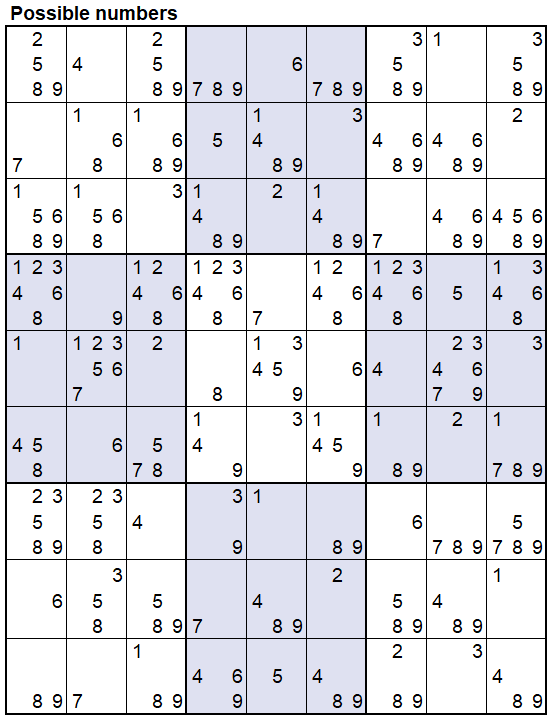 Possible numbers
2 2 3 1 3
5 4 5 6 5 5
8 9 8 9 7 8 9 7 8 9 8 9 8 9
1 1 1 3 2
6 6 5 4 4 6 4 6
7 8 8 9 8 9 8 9 8 9
1 1 3 1 2 1
5 6 5 6 4 4 4 6 4 5 6
8 9 8 8 9 8 9 7 8 9 8 9
1 2 3 1 2 1 2 3 1 2 1 2 3 1 3
4 6 4 6 4 6 4 6 4 6 5 4 6
8 9 8 8 7 8 8 8
1 1 2 3 2 1 3 2 3 3
5 6 4 5 6 4 4 6
7 8 9 7 9
1 3 1 1 2 1
4 5 6 5 4 4 5
8 7 8 9 9 8 9 7 8 9
2 3 2 3 3 1
5 5 4 6 5
8 9 8 9 8 9 7 8 9 7 8 9
3 2 1
6 5 5 4 5 4
8 8 9 7 8 9 8 9 8 9
1 2 3
4 6 5 4 4
8 9 7 8 9 9 8 9 8 9 8 9